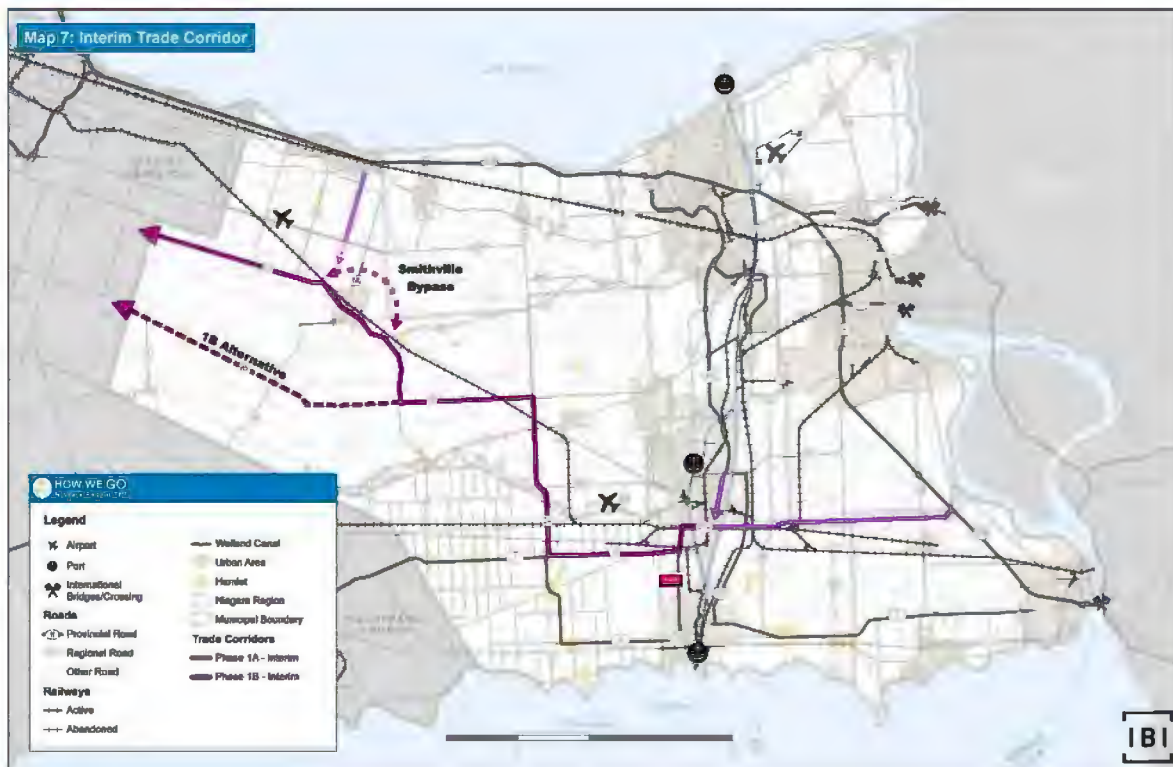 Map 7: Interim Trade Corridor
Smithville
Bypass
1B Alternative
HOW WE GO
Legend
Airport
Port
International
Bridges/Crossing
Roads
Provincial Road
Regional Road
Other Road
Railways
Active
Abandoned
Welland Canal
Urban Area
Hamlet
Niagara Region
Municipal Boundary
Trade Corridors
Phase 1A - Interim
Phase 1B - Interim
IBI